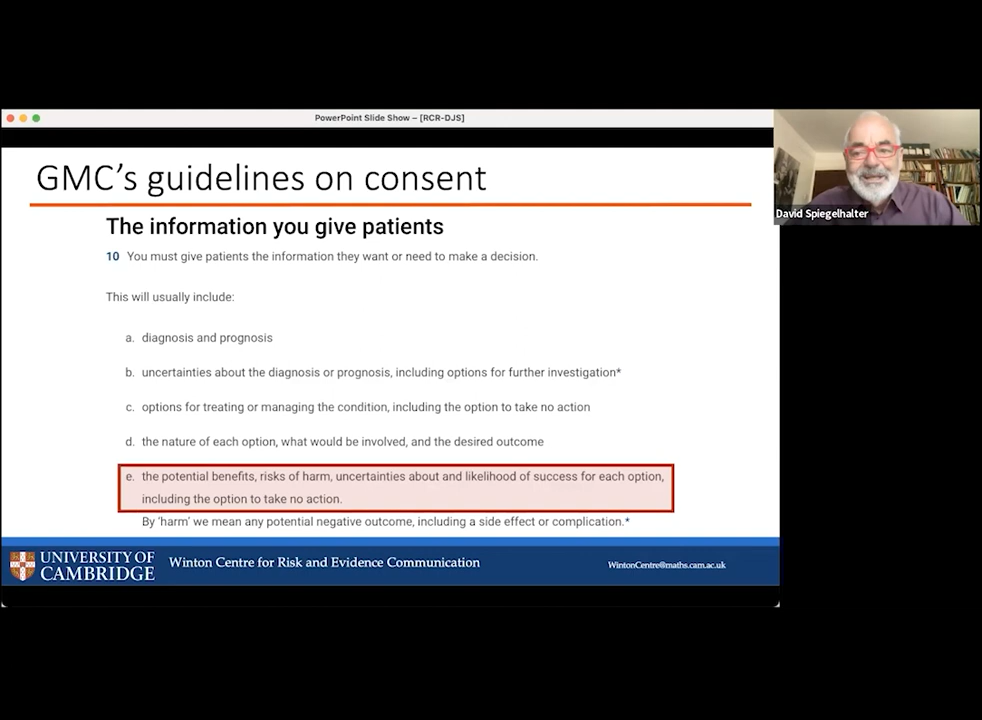 PowerPoint Slide Show – [RCR-DJS]
GMC's guidelines on consent
The information you give patients
10 You must give patients the information they want or need to make a decision.
This will usually include:
a. diagnosis and prognosis
b. uncertainties about the diagnosis or prognosis, including options for further investigation*
c. options for treating or managing the condition, including the option to take no action
d. the nature of each option, what would be involved, and the desired outcome
e. the potential benefits, risks of harm, uncertainties about and likelihood of success for each option,
including the option to take no action.
By 'harm' we mean any potential negative outcome, including a side effect or complication.*
UNIVERSITY OF
CAMBRIDGE
Winton Centre for Risk and Evidence Communication
WintonCentre@maths.cam.ac.uk
David Spiegelhalter